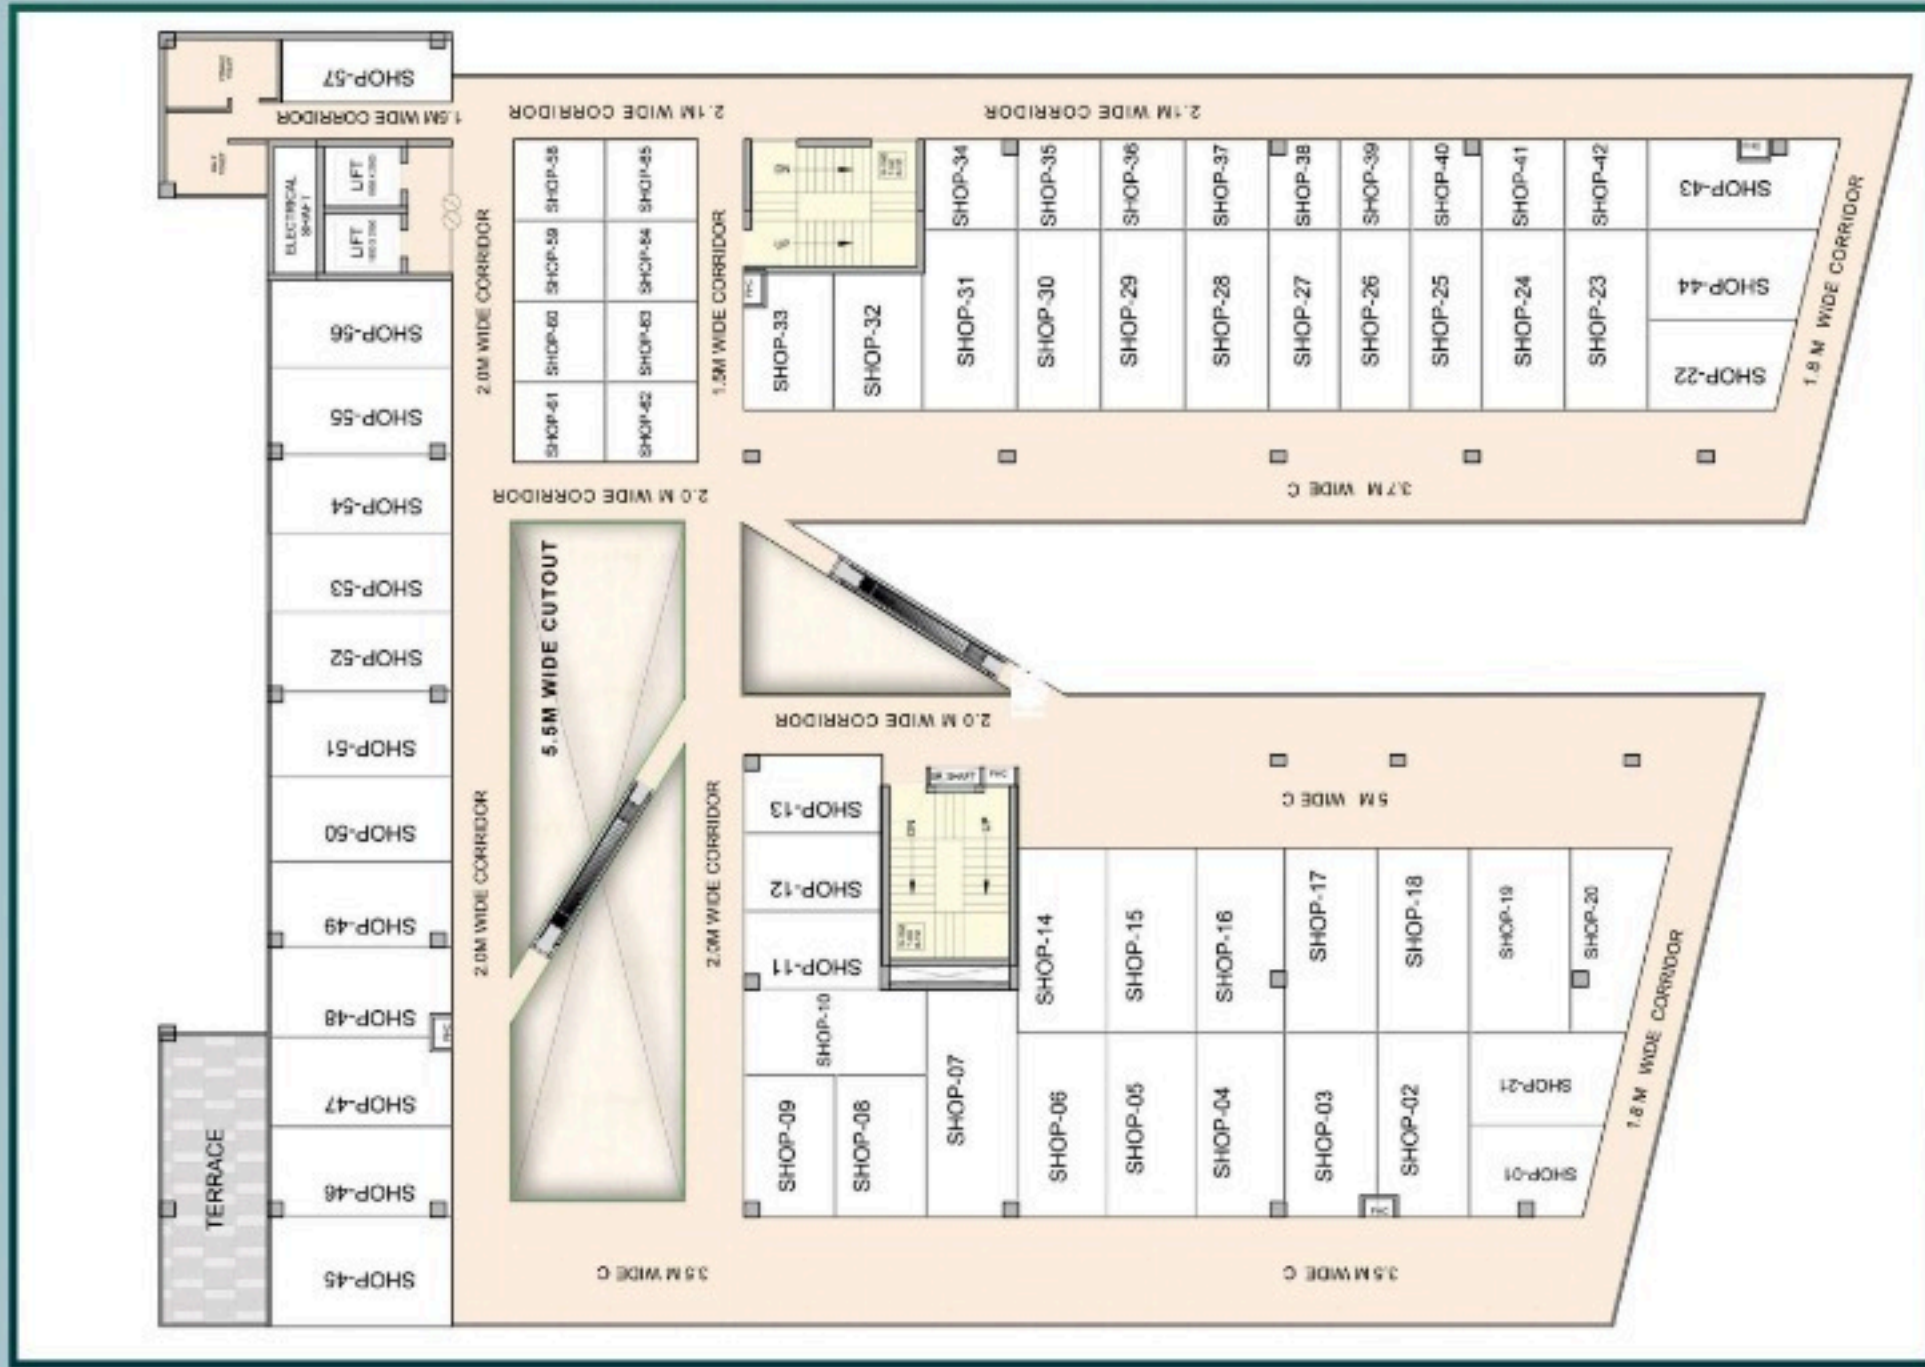 SHOP-57
1.6M WIDE CORRIDOR
2.1M WIDE CORRIDOR
2.1M WIDE CORRIDOR
ELECTRICAL
SHAFT
LIFT
LIFT
2.0M WIDE CORRIDOR
SHOP-58
SHOP-65
SHOP-59
SHOP-64
SHOP-60
SHOP-63
SHOP-61
SHOP-62
1.5M WIDE CORRIDOR
DN
UP
FHC
SHOP-33
SHOP-32
SHOP-34
SHOP-35
SHOP-36
SHOP-37
SHOP-38
SHOP-39
SHOP-40
SHOP-41
SHOP-42
SHOP-43
SHOP-31
SHOP-30
SHOP-29
SHOP-28
SHOP-27
SHOP-26
SHOP-25
SHOP-24
SHOP-23
SHOP-44
SHOP-22
1.8 M WIDE CORRIDOR
SHOP-56
SHOP-55
SHOP-54
SHOP-53
SHOP-52
SHOP-51
SHOP-50
SHOP-49
SHOP-48
FHC
SHOP-47
SHOP-46
SHOP-45
TERRACE
2.0 M WIDE CORRIDOR
3.7 M WIDE C
5.5M WIDE CUTOUT
2.0 M WIDE CORRIDOR
2.0M WIDE CORRIDOR
2.0M WIDE CORRIDOR
SHOP-13
SHOP-12
SHOP-11
SHOP-10
SHAFT
FHC
DN
UP
5 M WIDE C
SHOP-14
SHOP-15
SHOP-16
SHOP-17
SHOP-18
SHOP-19
SHOP-20
SHOP-09
SHOP-08
SHOP-07
SHOP-06
SHOP-05
SHOP-04
SHOP-03
SHOP-02
SHOP-21
SHOP-01
FHC
1.8 M WIDE CORRIDOR
3.5 M WIDE C
3.5 M WIDE C